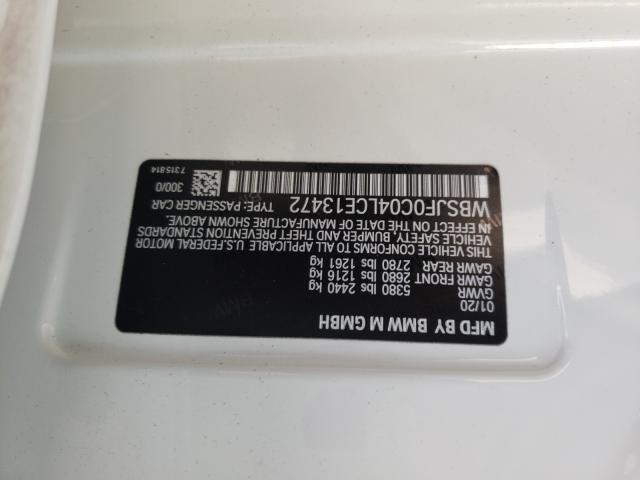 MFD BY BMW M GMBH
01/20
GVWR 5380 lbs 2440 kg
GAWR FRONT 2680 lbs 1216 kg
GAWR REAR 2780 lbs 1261 kg
THIS VEHICLE CONFORMS TO ALL APPLICABLE U.S.FEDERAL MOTOR
VEHICLE SAFETY, BUMPER AND THEFT PREVENTION STANDARDS
IN EFFECT ON THE DATE OF MANUFACTURE SHOWN ABOVE.
WBSJF0C04LCE13472 TYPE: PASSENGER CAR
300/0
7315814